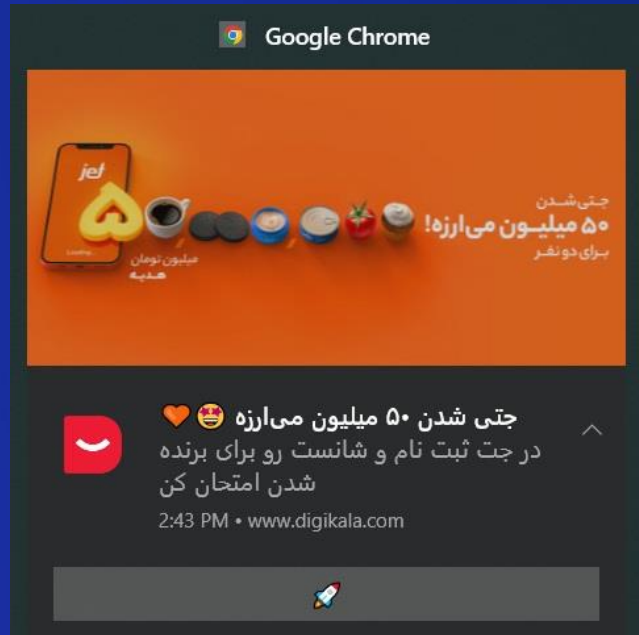 Google Chrome
jet
Loading...
۵
میلیون تومان
هدیه
جتی‌شدن
۵۰ میلیون می‌ارزه!
برای دو نفر
جتی شدن ۵۰ میلیون می‌ارزه 🤩🧡
در جت ثبت نام و شانست رو برای برنده
شدن امتحان کن
2:43 PM • www.digikala.com
🚀